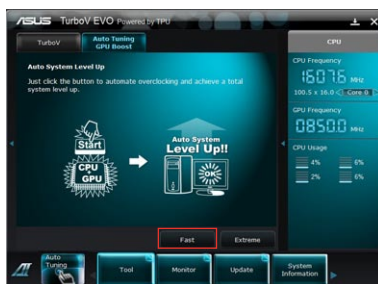 ASUS TurboV EVO Powered by TPU
TurboV
Auto Tuning
GPU Boost
CPU
Auto System Level Up
Just click the button to automate overclocking and achieve a total
system level up.
CPU Frequency
1607.6 MHz
100.5 x 16.0 Core 0
GPU Frequency
0850.0 MHz
CPU Usage
4% 6%
2% 6%
Start
CPU
GPU
Auto System
Level Up!!
OK
Fast
Extreme
Auto
Tuning
Tool
Monitor
Update
System
Information